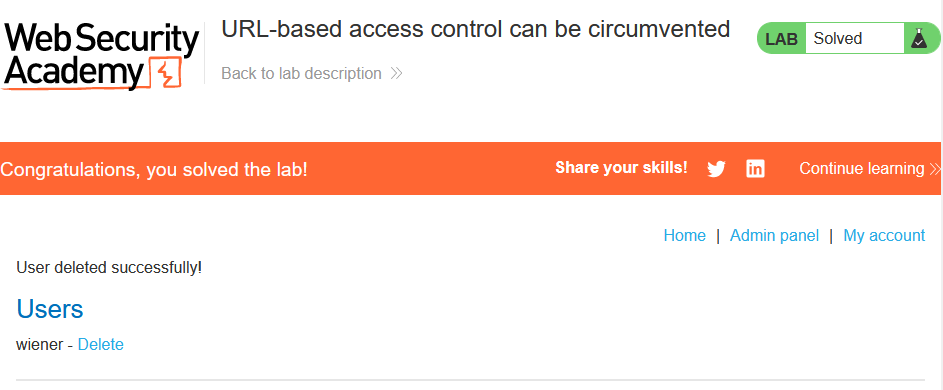 Web Security
Academy
URL-based access control can be circumvented
Back to lab description
LAB Solved
Congratulations, you solved the lab!
Share your skills!
Continue learning
Home | Admin panel | My account
User deleted successfully!
Users
wiener - Delete